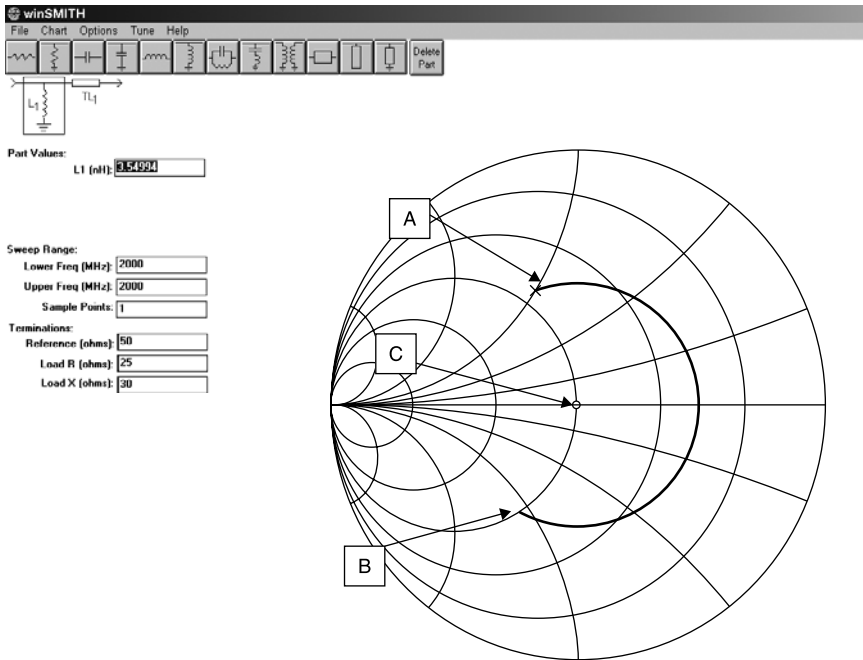 winSMITH
File Chart Options Tune Help
Delete
Part
L1
TL1
Part Values:
L1 (nH): 3.54994
Sweep Range:
Lower Freq (MHz): 2000
Upper Freq (MHz): 2000
Sample Points: 1
Terminations:
Reference (ohms): 50
Load R (ohms): 25
Load X (ohms): 30
A
C
B